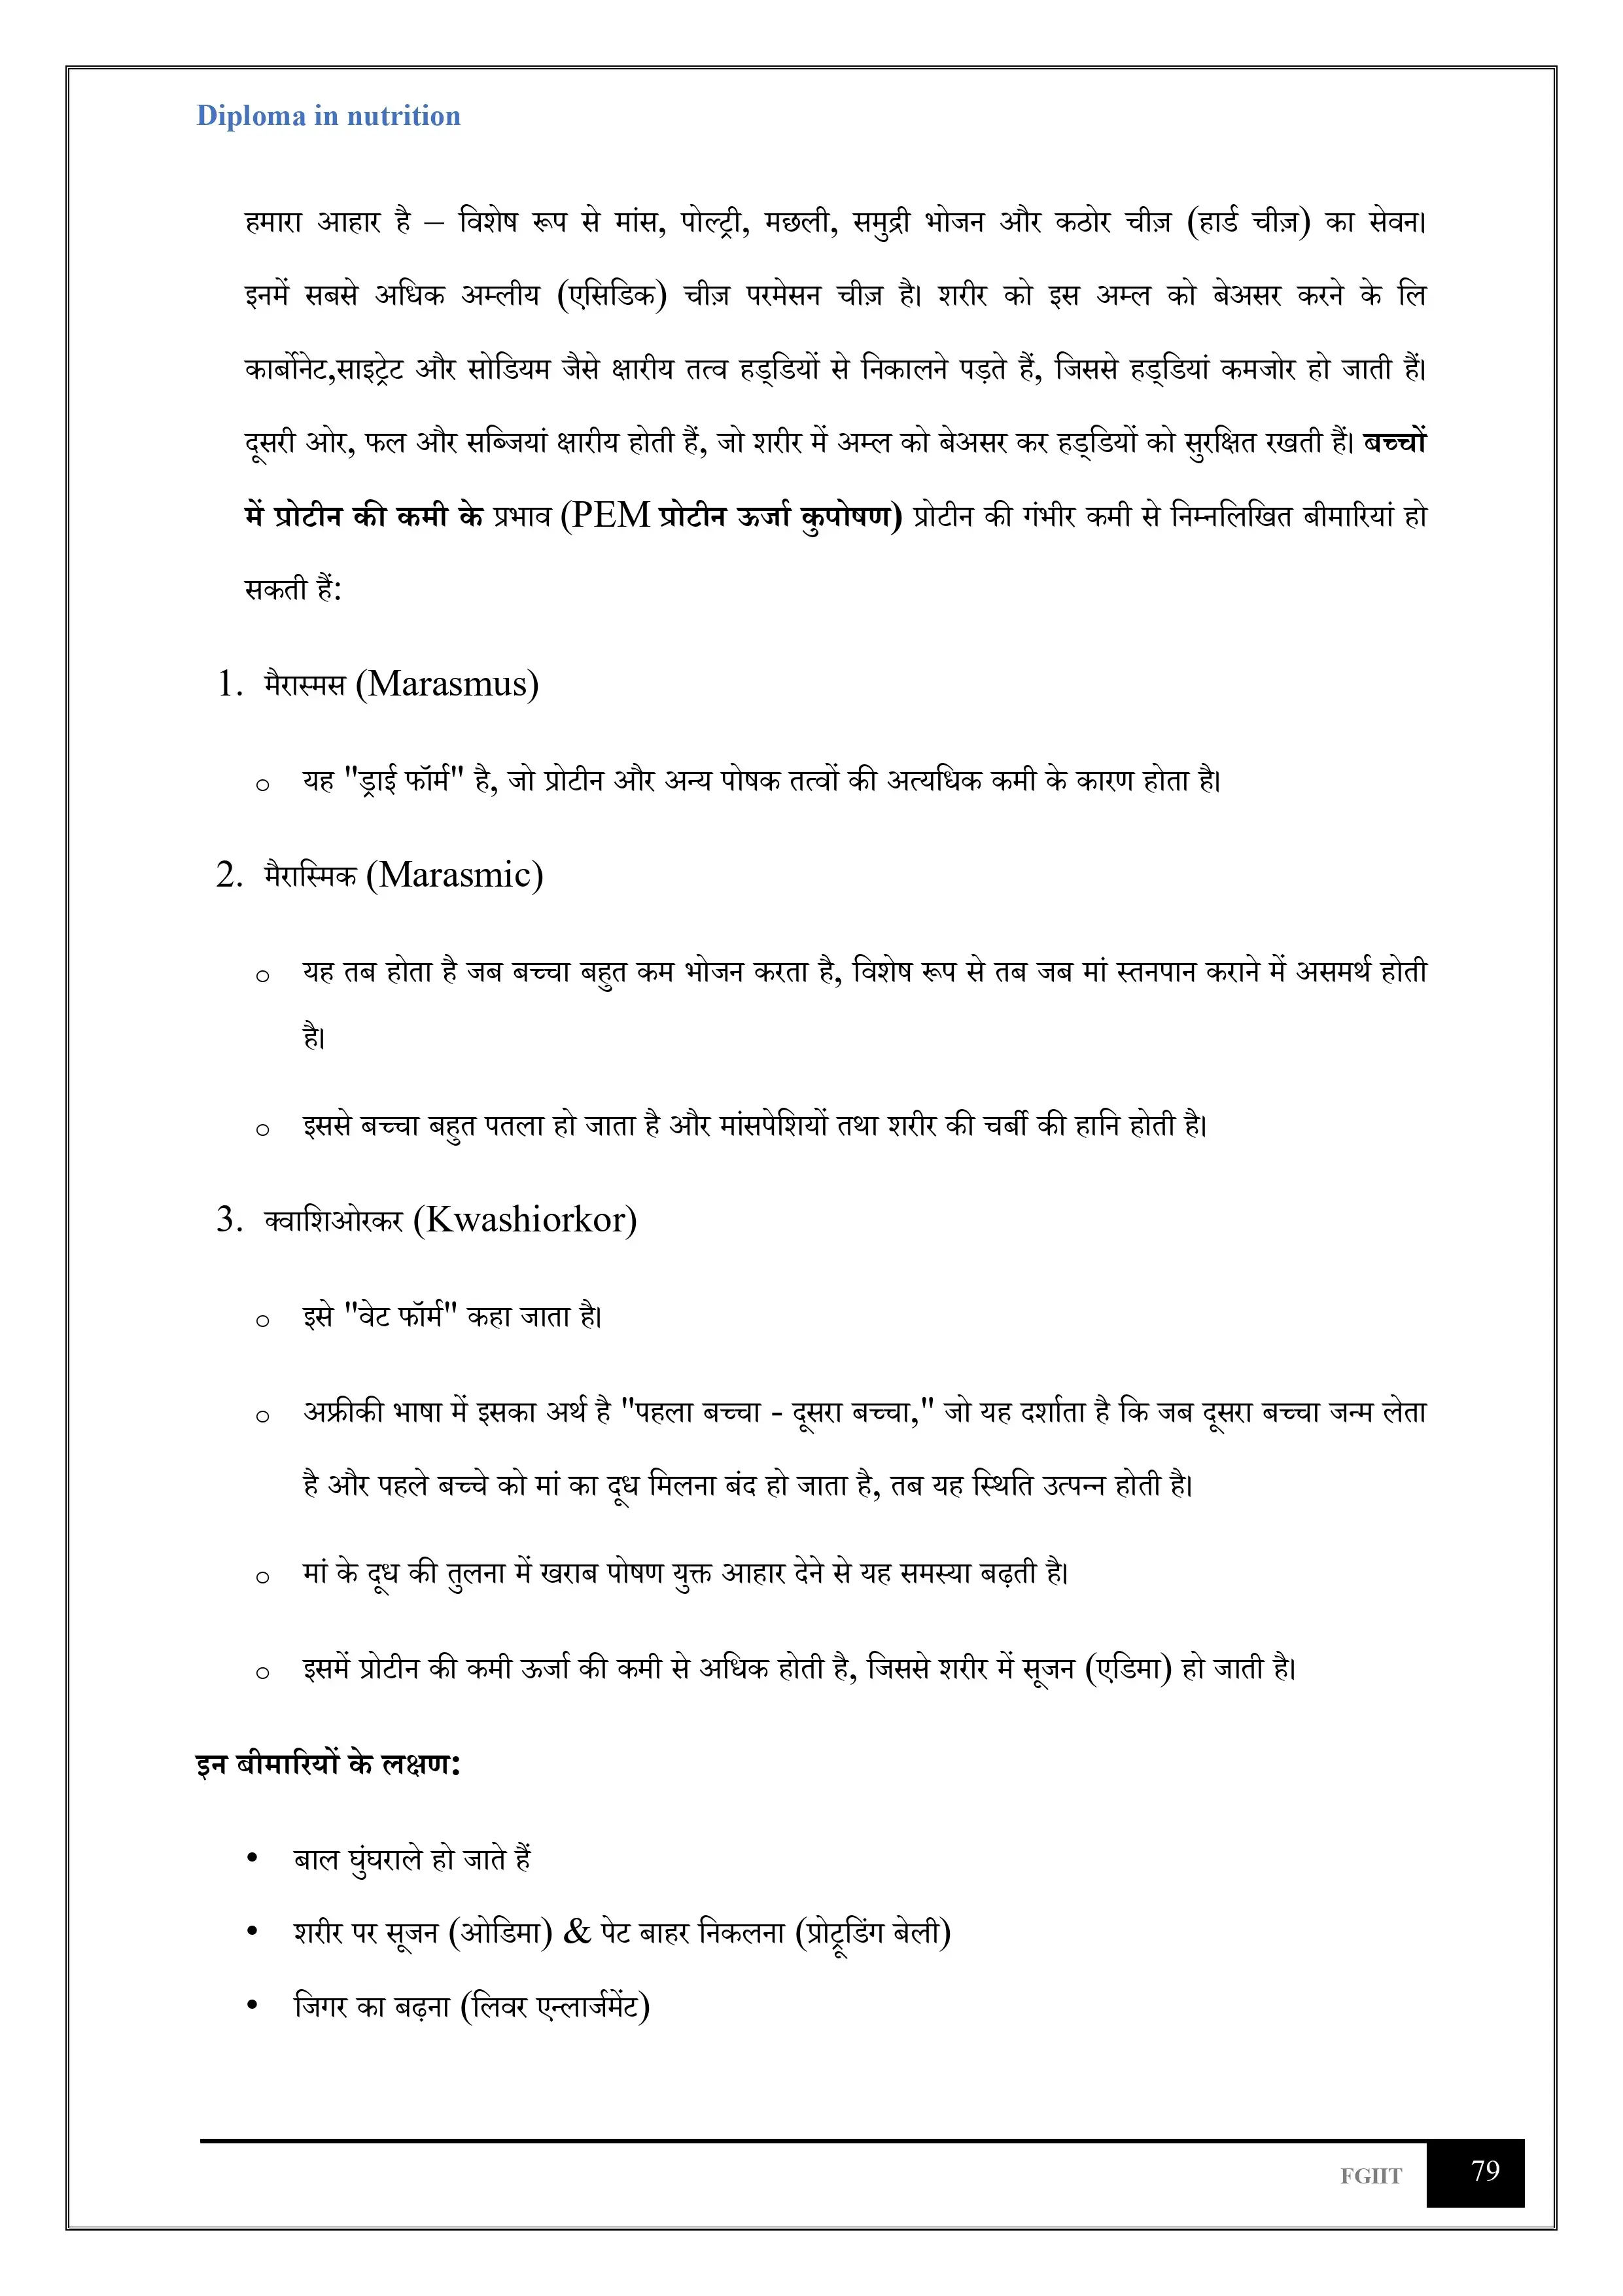 Diploma in nutrition
हमारा आहार है – विशेष रूप से मांस, पोल्ट्री, मछली, समुद्री भोजन और कठोर चीज़ (हार्ड चीज़) का सेवन।
इनमें सबसे अधिक अम्लीय (एसिडिक) चीज़ परमेसन चीज़ है। शरीर को इस अम्ल को बेअसर करने के लि
कार्बोनेट,साइट्रेट और सोडियम जैसे क्षारीय तत्व हड्डियों से निकालने पड़ते हैं, जिससे हड्डियां कमजोर हो जाती हैं।
दूसरी ओर, फल और सब्जियां क्षारीय होती हैं, जो शरीर में अम्ल को बेअसर कर हड्डियों को सुरक्षित रखती हैं। बच्चों
में प्रोटीन की कमी के प्रभाव (PEM प्रोटीन ऊर्जा कुपोषण) प्रोटीन की गंभीर कमी से निम्नलिखित बीमारियां हो
सकती हैं:
1. मैरास्मस (Marasmus)
o यह "ड्राई फॉर्म" है, जो प्रोटीन और अन्य पोषक तत्वों की अत्यधिक कमी के कारण होता है।
2. मैरास्मिक (Marasmic)
o यह तब होता है जब बच्चा बहुत कम भोजन करता है, विशेष रूप से तब जब मां स्तनपान कराने में असमर्थ होती
है।
o इससे बच्चा बहुत पतला हो जाता है और मांसपेशियों तथा शरीर की चर्बी की हानि होती है।
3. क्वाशिओरकर (Kwashiorkor)
o इसे "वेट फॉर्म" कहा जाता है।
o अफ्रीकी भाषा में इसका अर्थ है "पहला बच्चा - दूसरा बच्चा," जो यह दर्शाता है कि जब दूसरा बच्चा जन्म लेता
है और पहले बच्चे को मां का दूध मिलना बंद हो जाता है, तब यह स्थिति उत्पन्न होती है।
o मां के दूध की तुलना में खराब पोषण युक्त आहार देने से यह समस्या बढ़ती है।
o इसमें प्रोटीन की कमी ऊर्जा की कमी से अधिक होती है, जिससे शरीर में सूजन (एडिमा) हो जाती है।
इन बीमारियों के लक्षण:
• बाल घुंघराले हो जाते हैं
• शरीर पर सूजन (ओडिमा) & पेट बाहर निकलना (प्रोट्रूडिंग बेली)
• जिगर का बढ़ना (लिवर एन्लार्जमेंट)
FGIIT 79